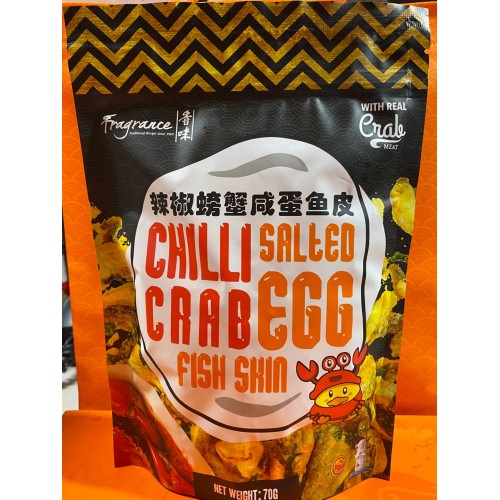 Fragrance
香味
WITH REAL
Crab
MEAT
辣椒螃蟹咸蛋鱼皮
CHILLI SALTED
CRAB EGG
FISH SKIN
NET WEIGHT: 70G